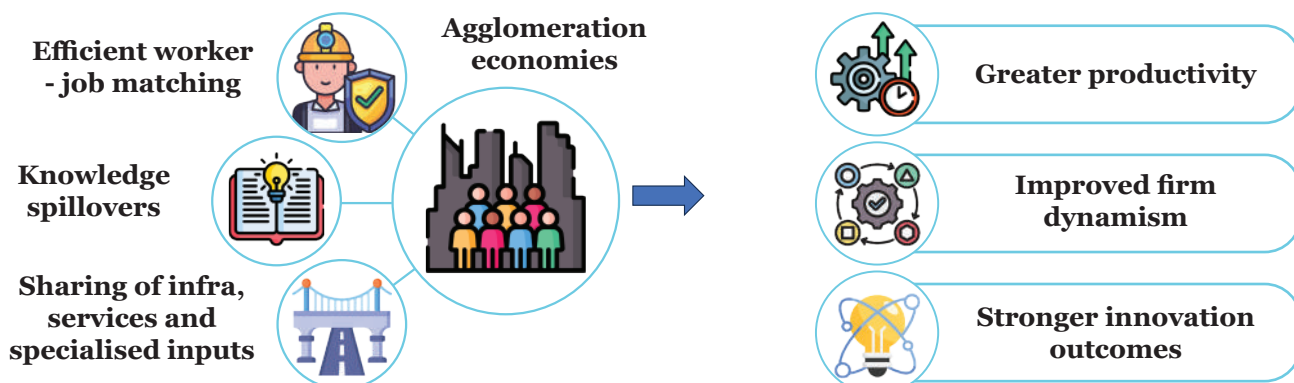 Efficient worker
- job matching
Knowledge
spillovers
Sharing of infra,
services and
specialised inputs
Agglomeration
economies
Greater productivity
Improved firm
dynamism
Stronger innovation
outcomes